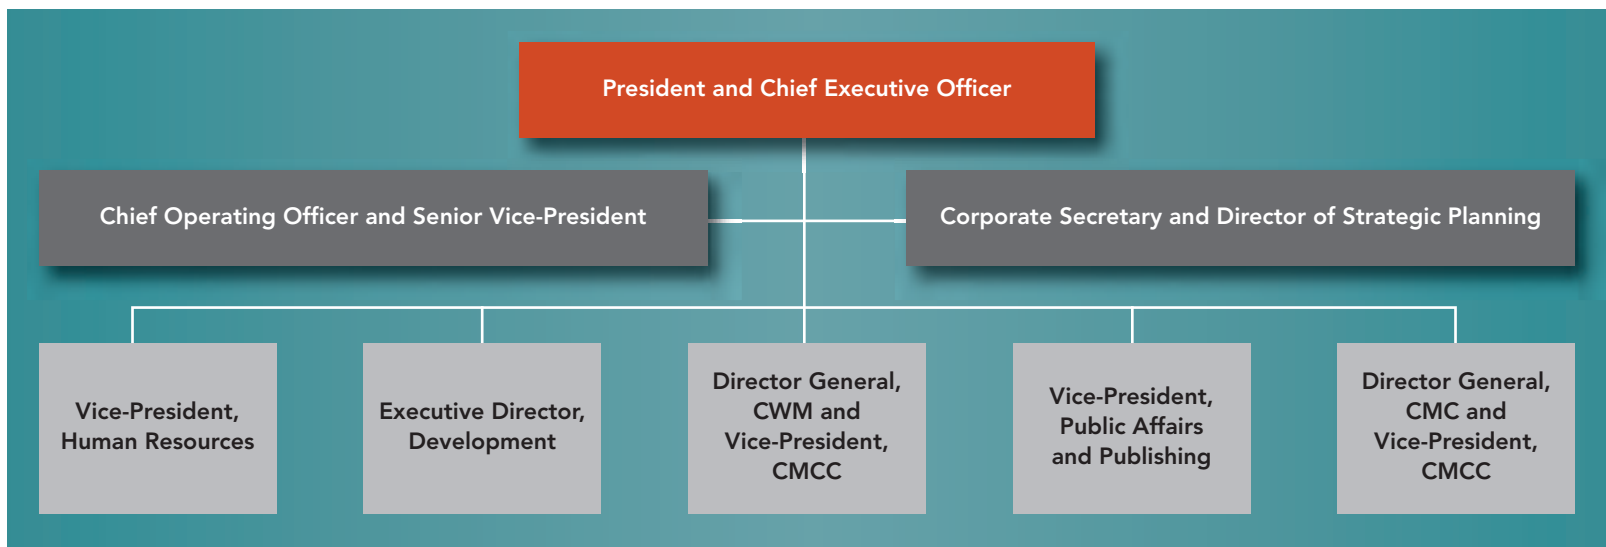 President and Chief Executive Officer
Chief Operating Officer and Senior Vice-President
Corporate Secretary and Director of Strategic Planning
Vice-President,
Human Resources
Executive Director,
Development
Director General,
CWM and
Vice-President,
CMCC
Vice-President,
Public Affairs
and Publishing
Director General,
CMC and
Vice-President,
CMCC